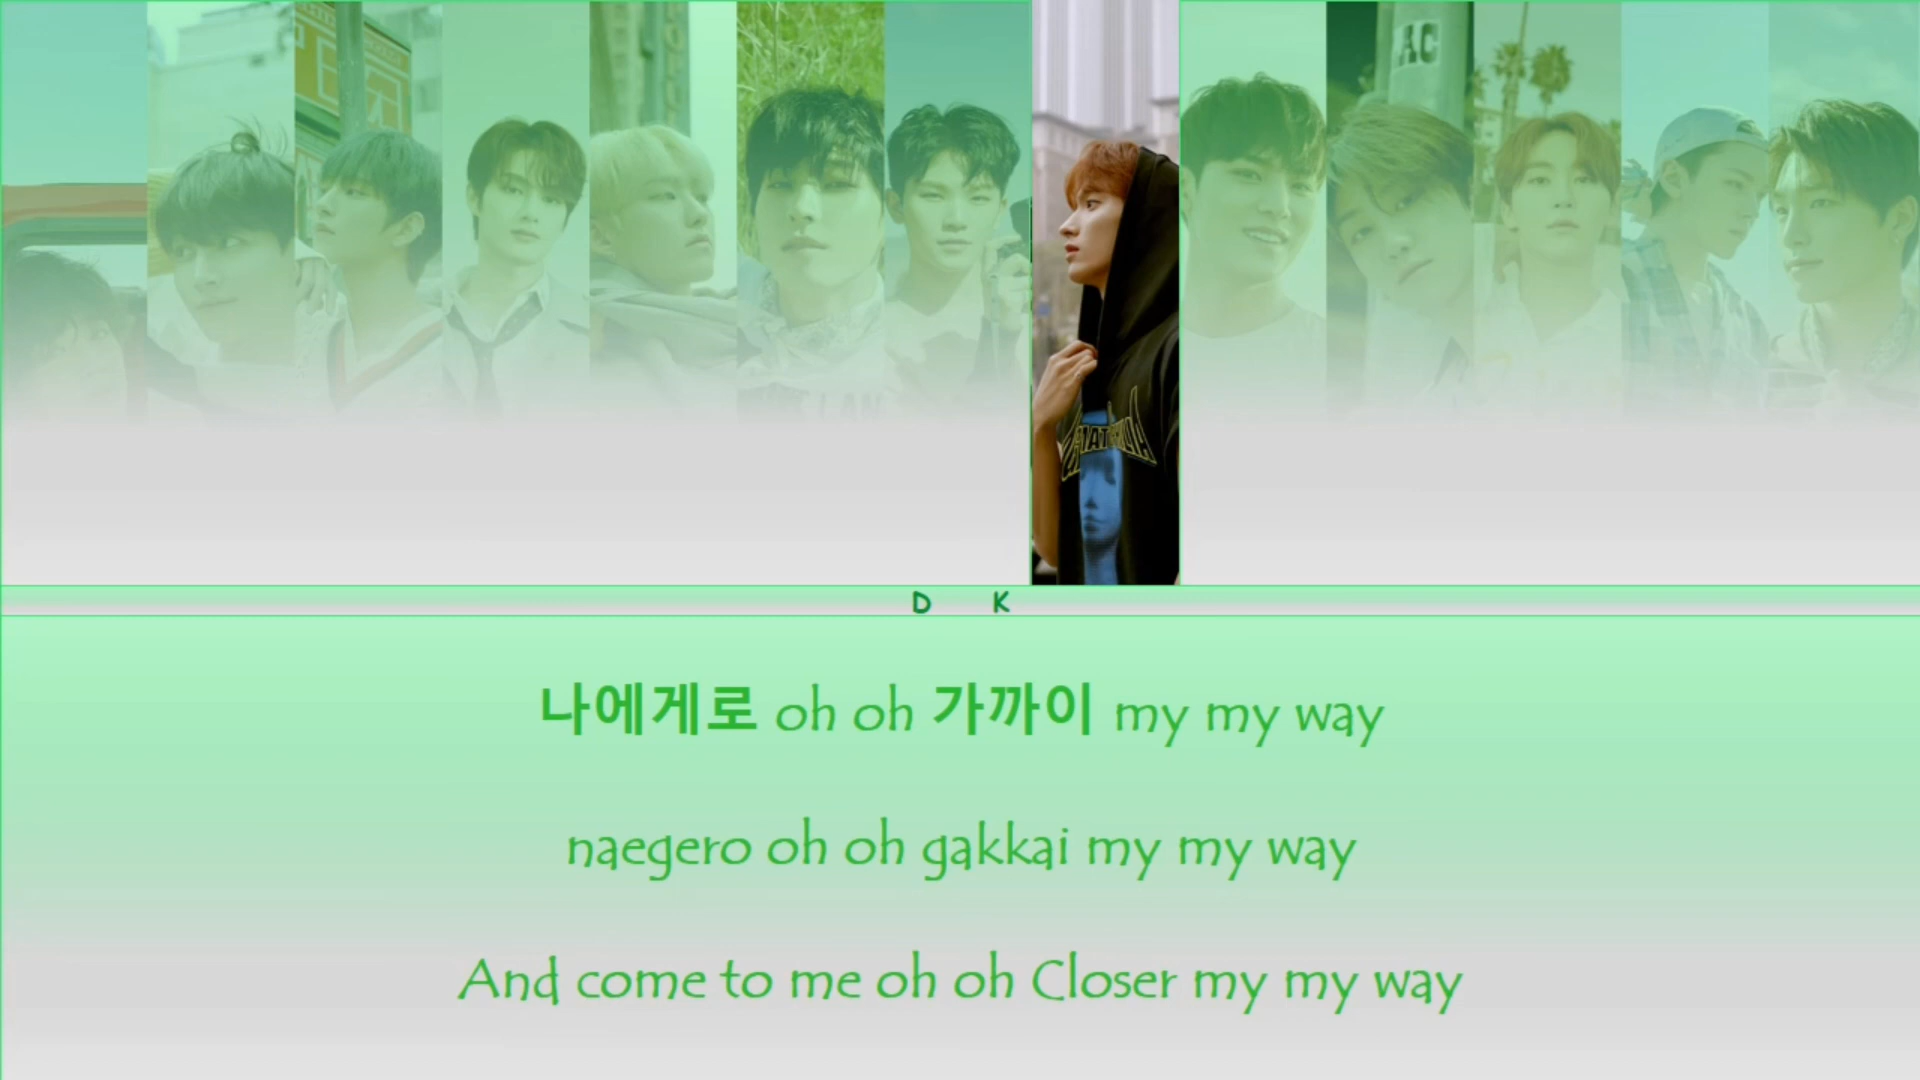 AC
D K
나에게로 oh oh 가까이 my my way
naegero oh oh gakkai my my way
And come to me oh oh Closer my my way